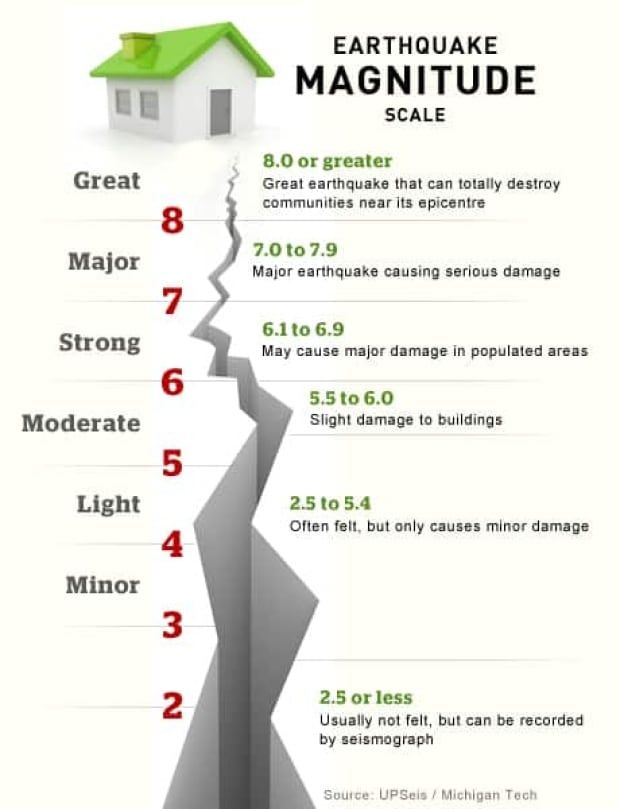 EARTHQUAKE
MAGNITUDE
SCALE
8.0 or greater
Great
Great earthquake that can totally destroy
communities near its epicentre
8
7.0 to 7.9
Major
Major earthquake causing serious damage
7
6.1 to 6.9
Strong
May cause major damage in populated areas
6
5.5 to 6.0
Moderate
Slight damage to buildings
5
2.5 to 5.4
Light
Often felt, but only causes minor damage
4
Minor
3
2.5 or less
2
Usually not felt, but can be recorded
by seismograph
Source: UPSeis / Michigan Tech